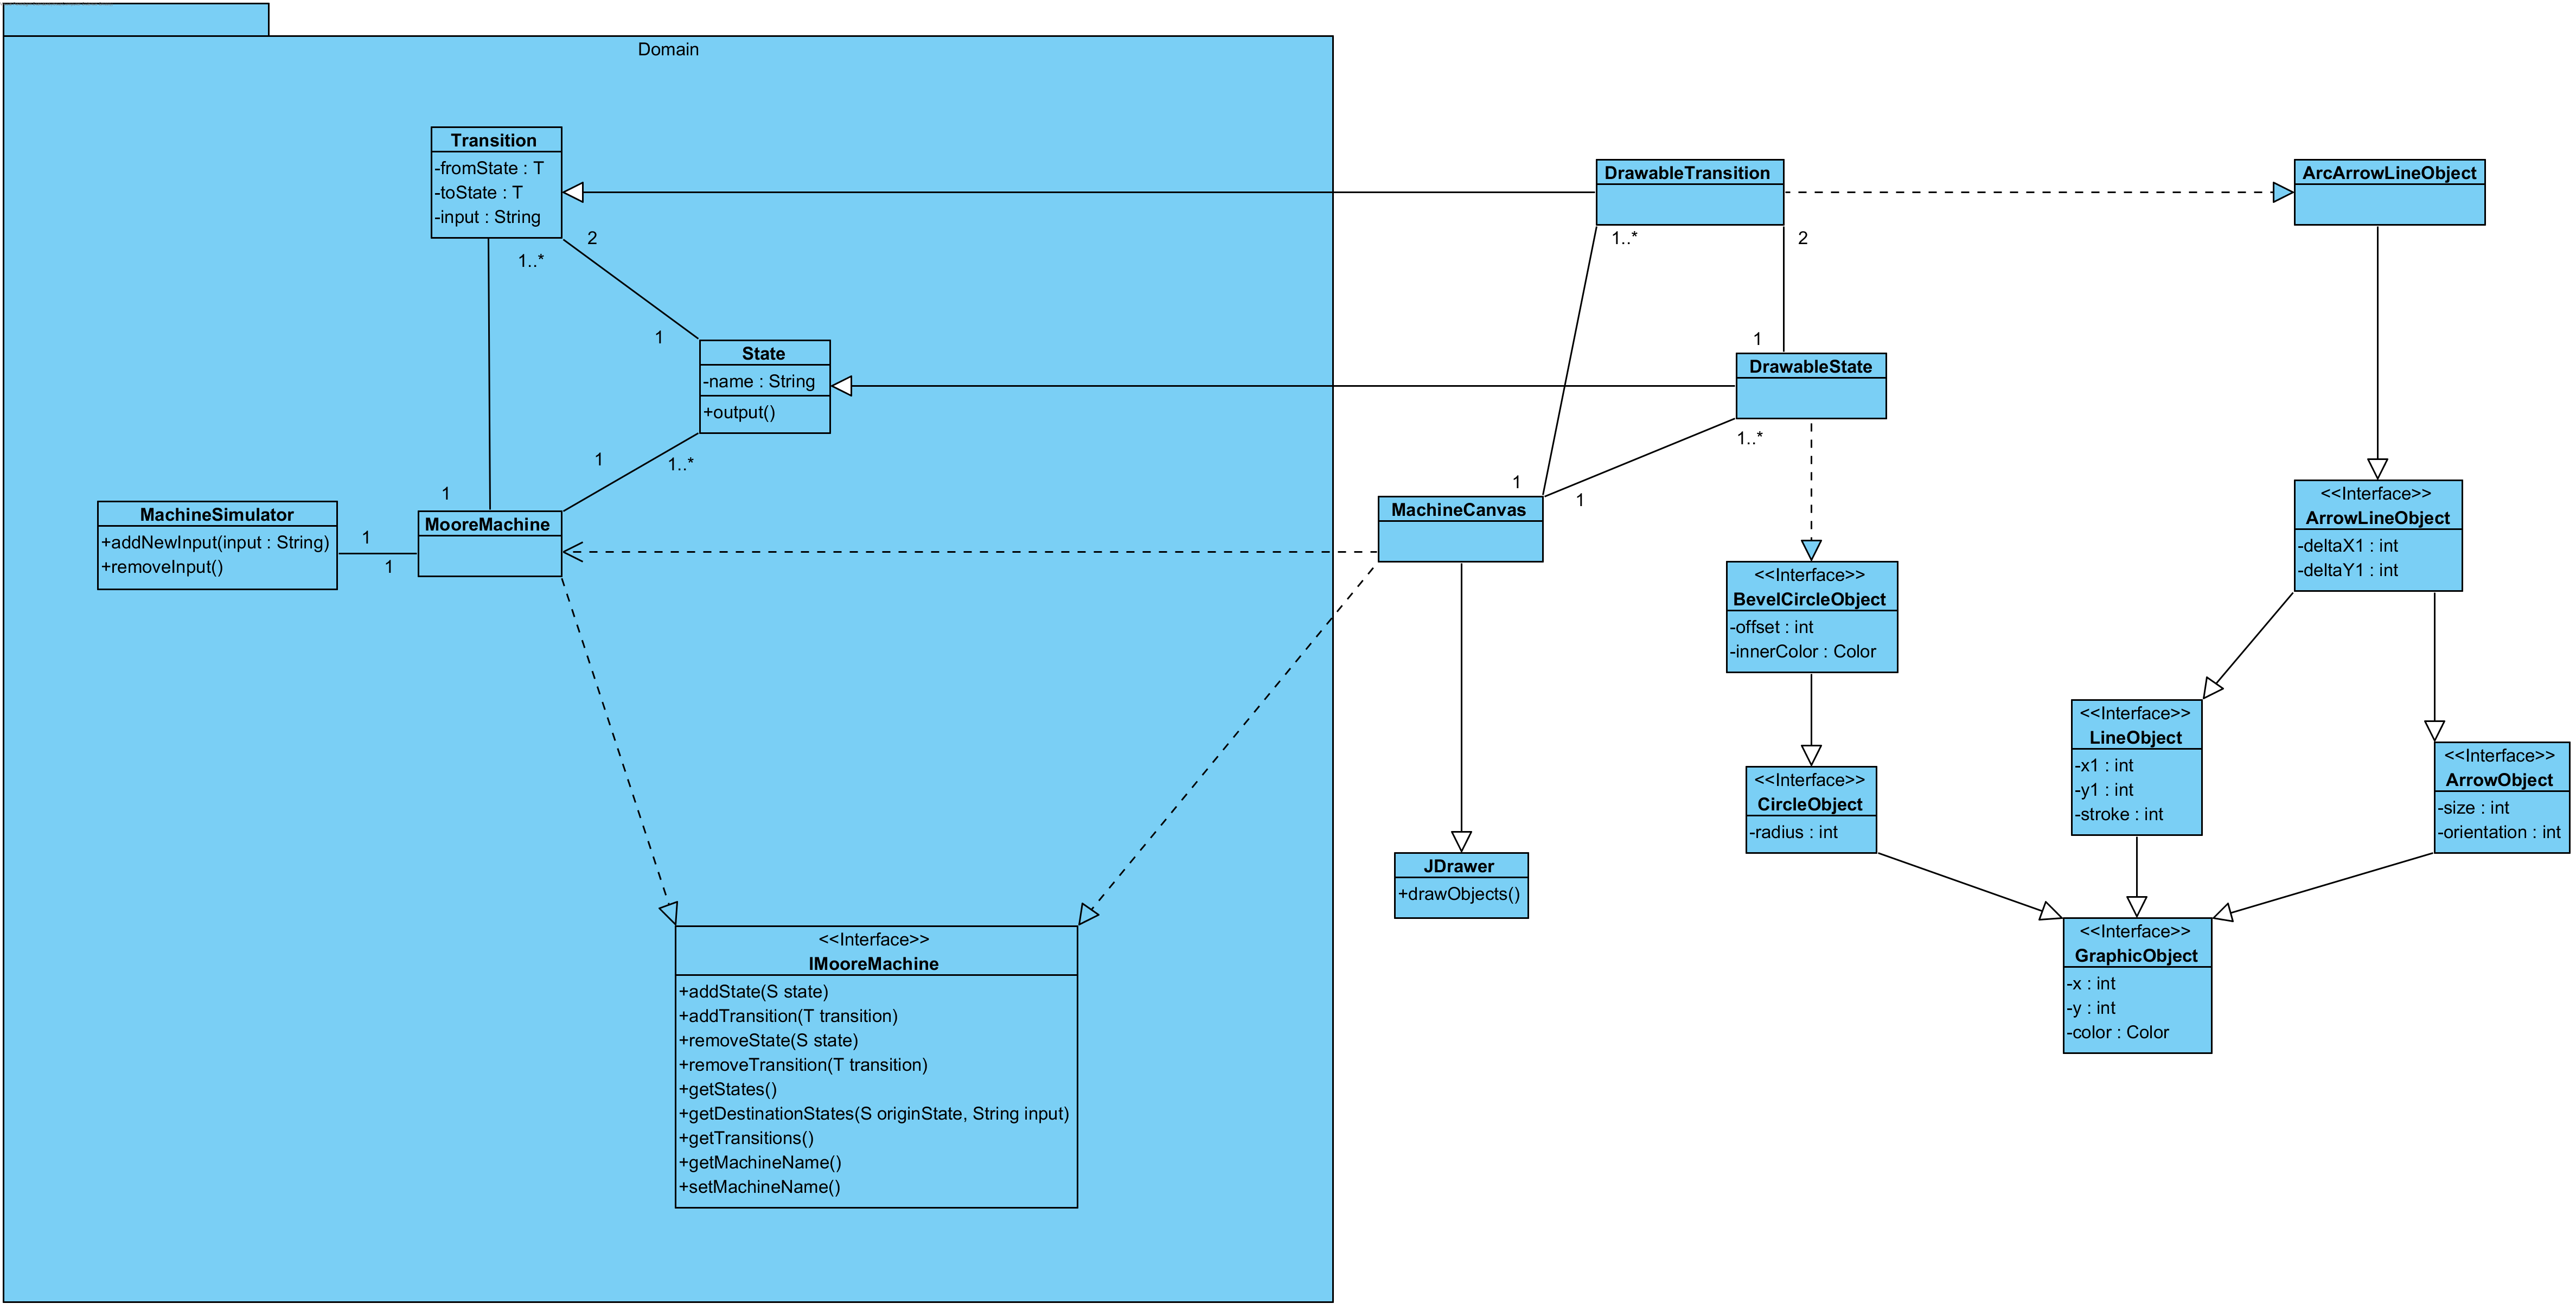 Domain
Transition
-fromState : T
-toState : T
-input : String
2
1..*
1
State
-name : String
+output()
1
1..*
1
MachineSimulator
+addNewInput(input : String)
+removeInput()
1
1
MooreMachine
<<Interface>>
IMooreMachine
+addState(S state)
+addTransition(T transition)
+removeState(S state)
+removeTransition(T transition)
+getStates()
+getDestinationStates(S originState, String input)
+getTransitions()
+getMachineName()
+setMachineName()
DrawableTransition
1..*
2
1
DrawableState
1..*
1
1
MachineCanvas
JDrawer
+drawObjects()
<<Interface>>
BevelCircleObject
-offset : int
-innerColor : Color
<<Interface>>
CircleObject
-radius : int
ArcArrowLineObject
<<Interface>>
ArrowLineObject
-deltaX1 : int
-deltaY1 : int
<<Interface>>
LineObject
-x1 : int
-y1 : int
-stroke : int
<<Interface>>
ArrowObject
-size : int
-orientation : int
<<Interface>>
GraphicObject
-x : int
-y : int
-color : Color